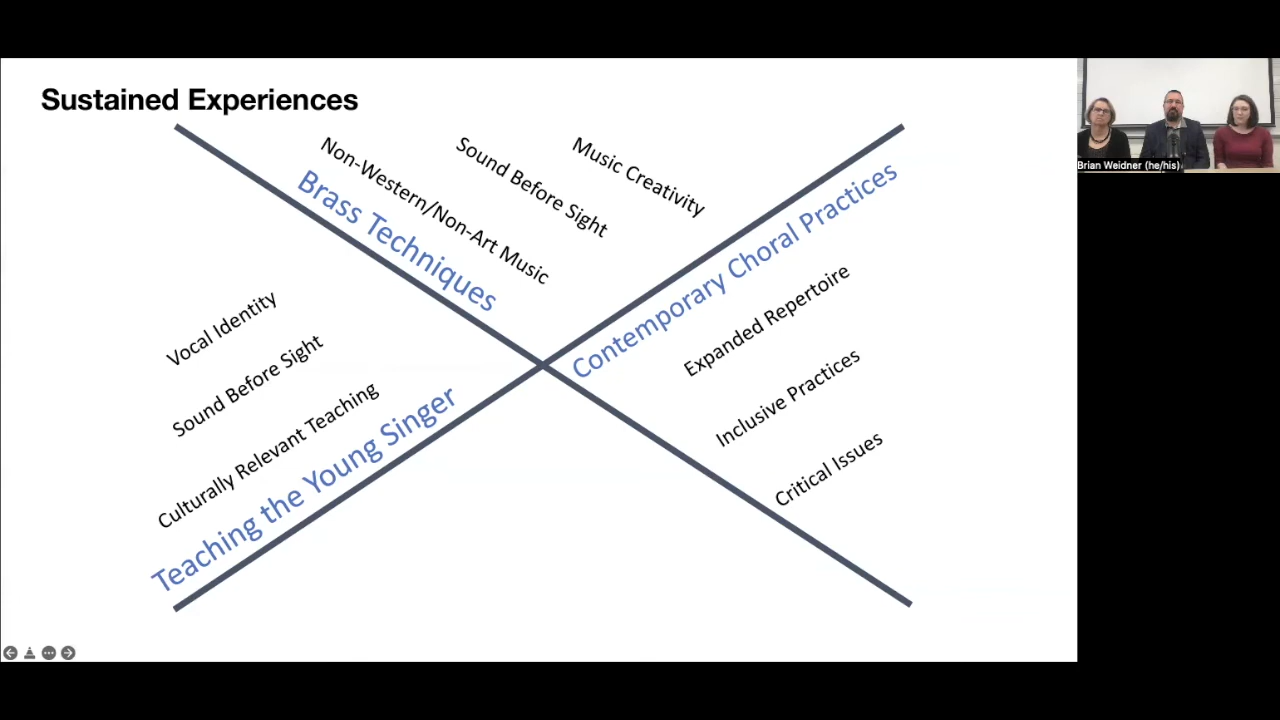 Sustained Experiences
Non-Western/Non-Art Music
Sound Before Sight
Music Creativity
Brass Techniques
Contemporary Choral Practices
Expanded Repertoire
Inclusive Practices
Critical Issues
Vocal Identity
Sound Before Sight
Culturally Relevant Teaching
Teaching the Young Singer
Brian Weidner (he/his)